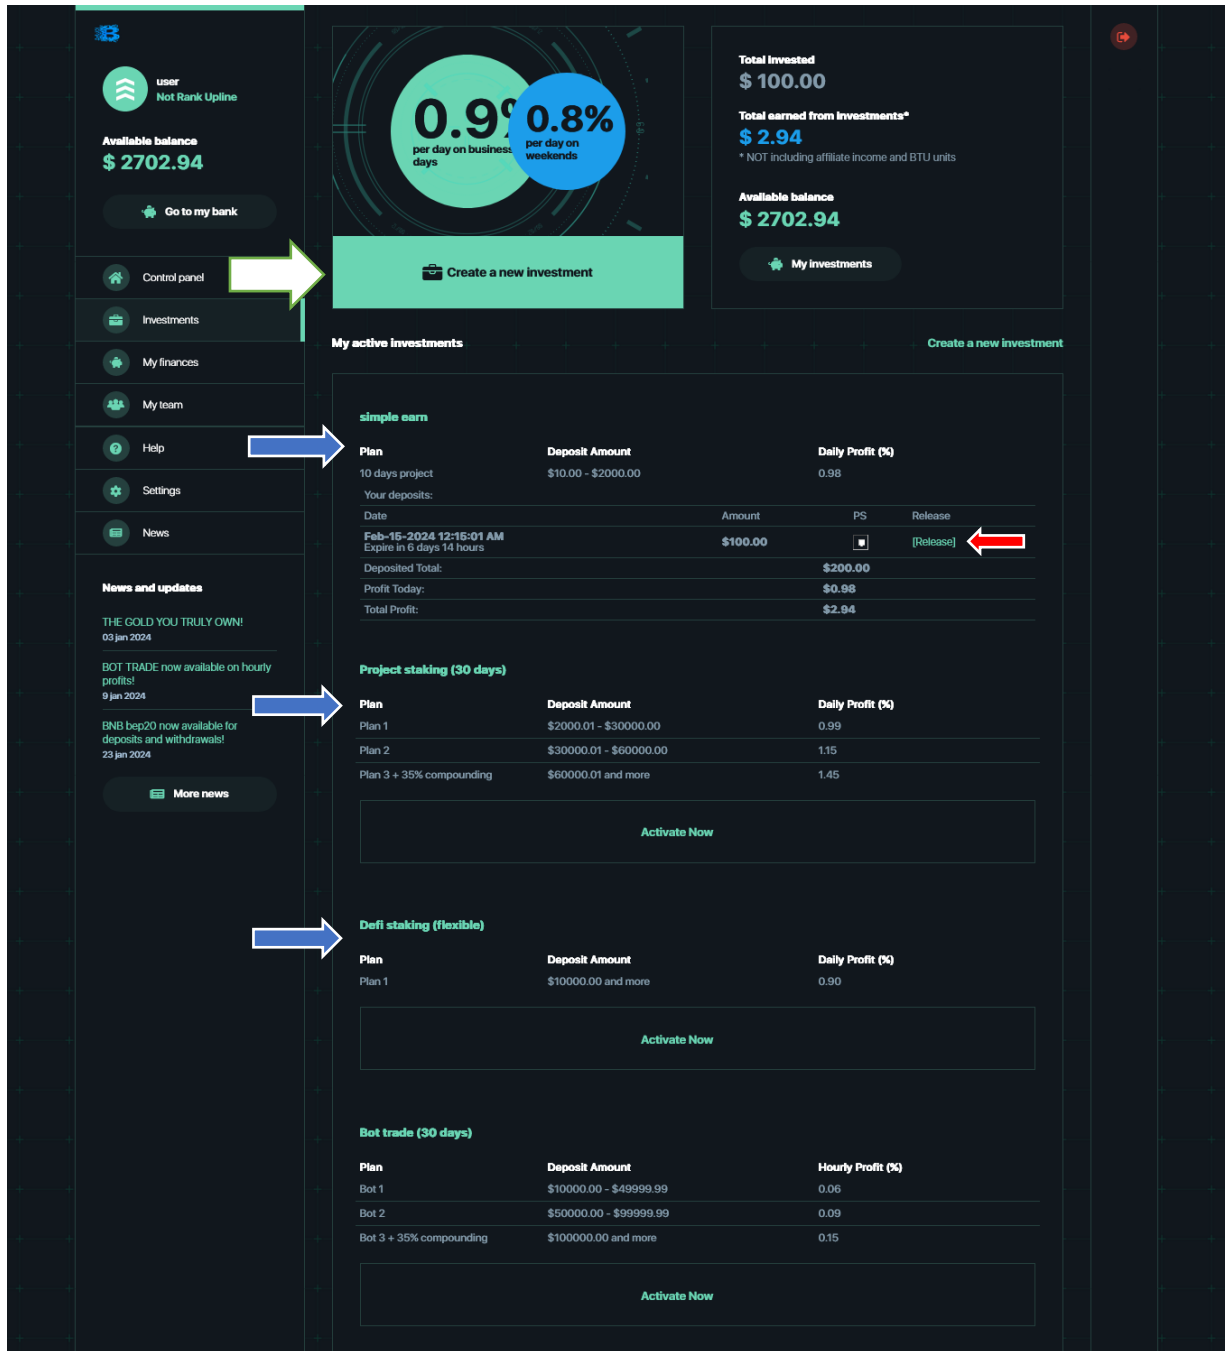 user
Not Rank Upline
Available balance
$ 2702.94
Go to my bank
Control panel
Investments
My finances
My team
Help
Settings
News
News and updates
THE GOLD YOU TRULY OWN!
03 jan 2024
BOT TRADE now available on hourly
profits!
9 jan 2024
BNB bep20 now available for
deposits and withdrawals!
23 jan 2024
More news
0.9%
per day on business
days
0.8%
per day on
weekends
Create a new investment
Total invested
$ 100.00
Total earned from investments*
$ 2.94
* NOT including affiliate income and BTU units
Available balance
$ 2702.94
My investments
My active investments
Create a new investment
simple earn
Plan Deposit Amount Daily Profit (%)
10 days project $10.00 - $2000.00 0.98
Your deposits:
Date Amount PS Release
Feb-15-2024 12:15:01 AM
Expire in 6 days 14 hours
$100.00 [Release]
Deposited Total: $200.00
Profit Today: $0.98
Total Profit: $2.94
Project staking (30 days)
Plan Deposit Amount Daily Profit (%)
Plan 1 $2000.01 - $30000.00 0.99
Plan 2 $30000.01 - $60000.00 1.15
Plan 3 + 35% compounding $60000.01 and more 1.45
Activate Now
Defi staking (flexible)
Plan Deposit Amount Daily Profit (%)
Plan 1 $10000.00 and more 0.90
Activate Now
Bot trade (30 days)
Plan Deposit Amount Hourly Profit (%)
Bot 1 $10000.00 - $49999.99 0.06
Bot 2 $50000.00 - $99999.99 0.09
Bot 3 + 35% compounding $100000.00 and more 0.15
Activate Now